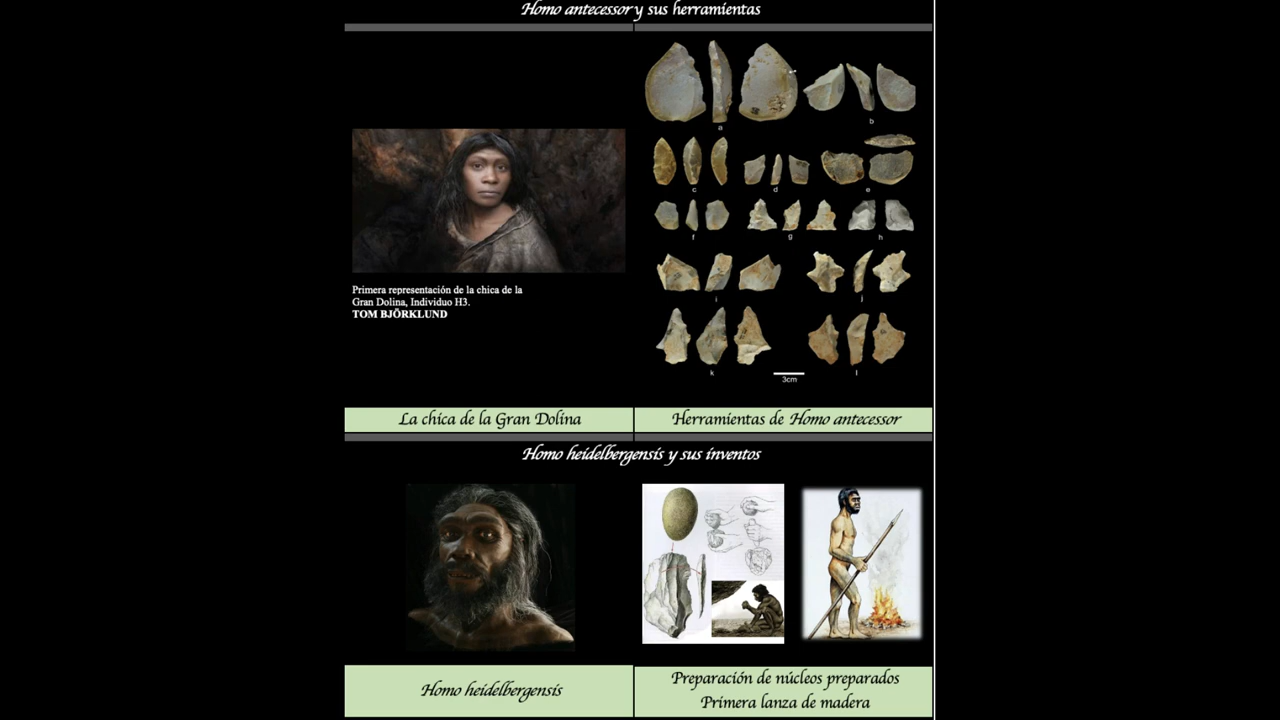 Homo antecessor y sus herramientas
a
b
c
d
e
f
g
h
i
j
k
l
3cm
Primera representación de la chica de la
Gran Dolina, Individuo H3.
TOM BJÖRKLUND
La chica de la Gran Dolina
Herramientas de Homo antecessor
Homo heidelbergensis y sus inventos
Homo heidelbergensis
Preparación de núcleos preparados
Primera lanza de madera